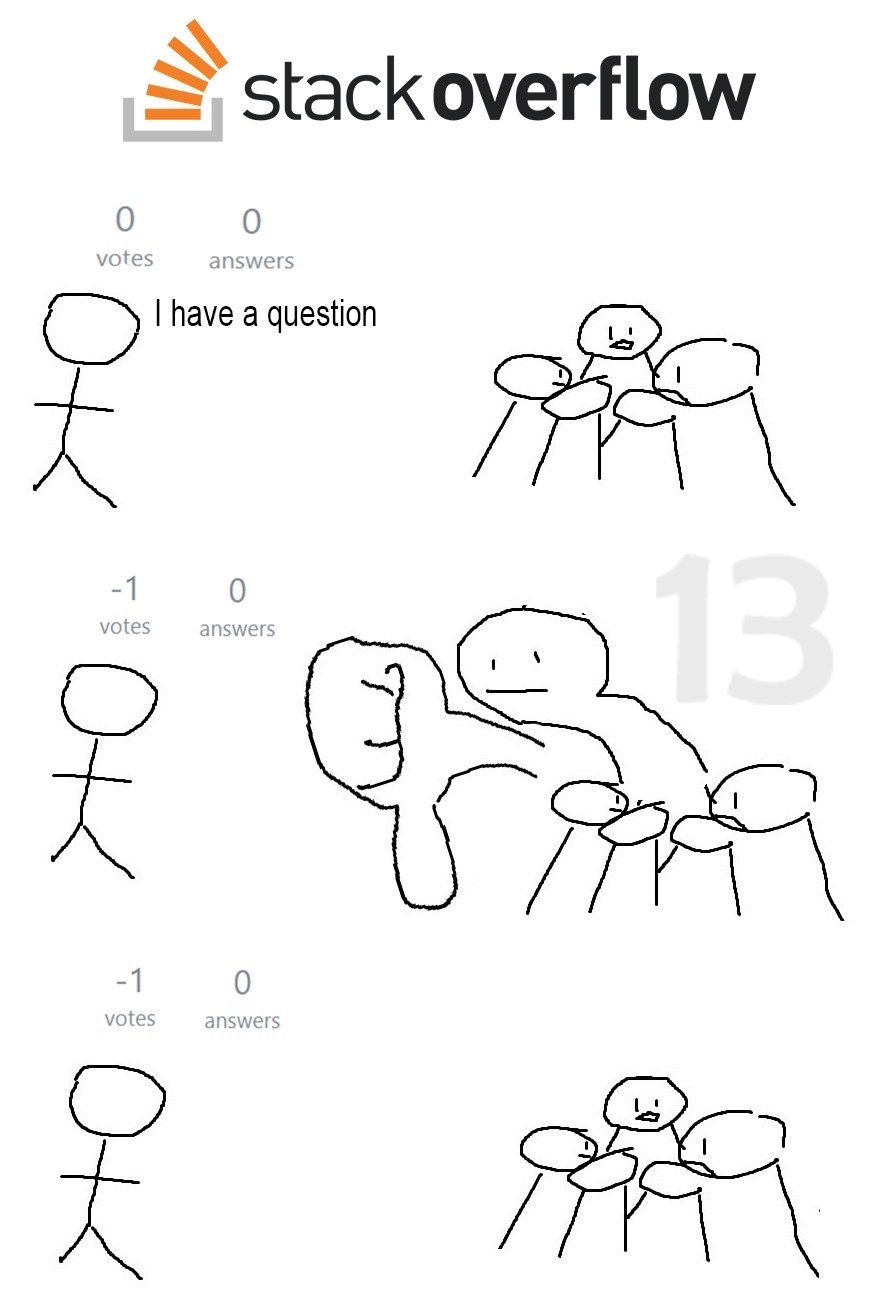 stackoverflow
0 0
votes answers
I have a question
13
-1 0
votes answers
-1 0
votes answers